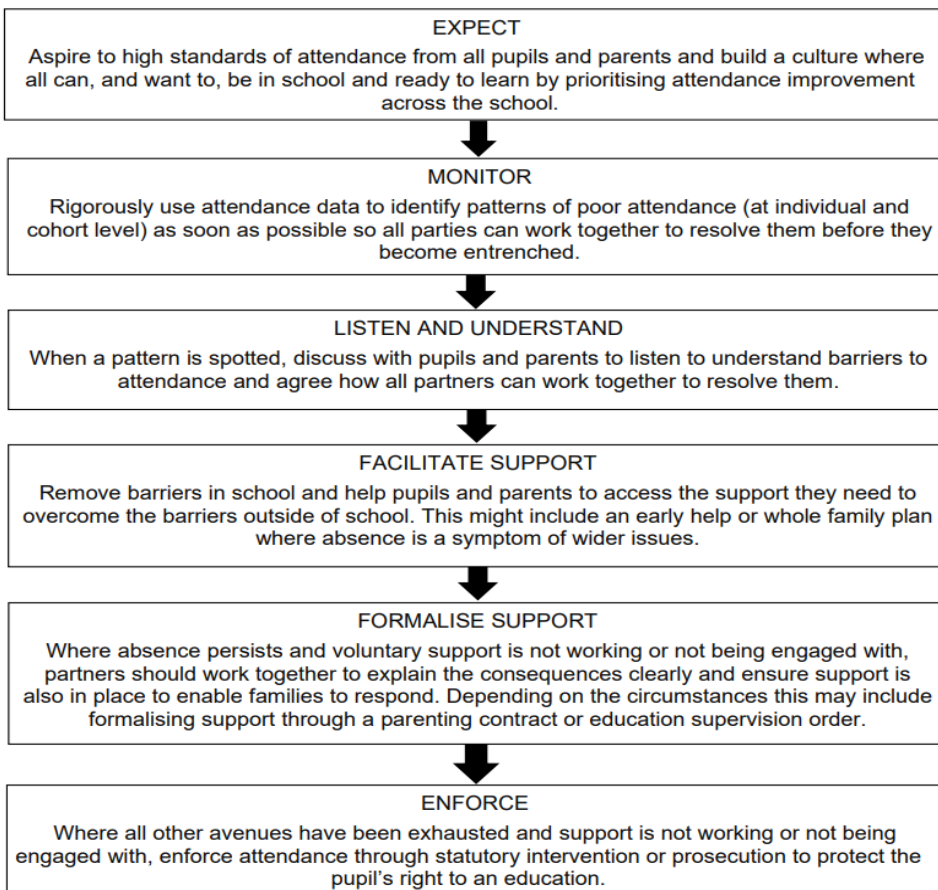 EXPECT
Aspire to high standards of attendance from all pupils and parents and build a culture where
all can, and want to, be in school and ready to learn by prioritising attendance improvement
across the school.
MONITOR
Rigorously use attendance data to identify patterns of poor attendance (at individual and
cohort level) as soon as possible so all parties can work together to resolve them before they
become entrenched.
LISTEN AND UNDERSTAND
When a pattern is spotted, discuss with pupils and parents to listen to understand barriers to
attendance and agree how all partners can work together to resolve them.
FACILITATE SUPPORT
Remove barriers in school and help pupils and parents to access the support they need to
overcome the barriers outside of school. This might include an early help or whole family plan
where absence is a symptom of wider issues.
FORMALISE SUPPORT
Where absence persists and voluntary support is not working or not being engaged with,
partners should work together to explain the consequences clearly and ensure support is
also in place to enable families to respond. Depending on the circumstances this may include
formalising support through a parenting contract or education supervision order.
ENFORCE
Where all other avenues have been exhausted and support is not working or not being
engaged with, enforce attendance through statutory intervention or prosecution to protect the
pupil's right to an education.